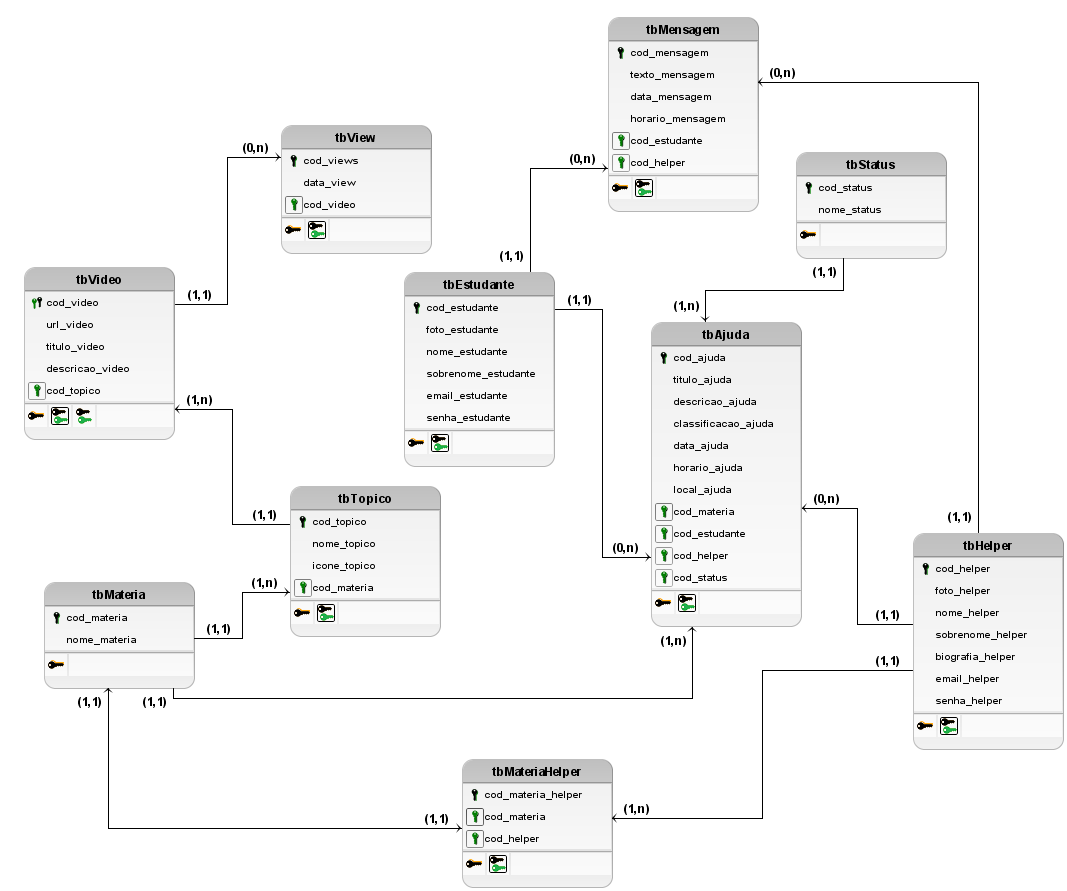 tbMensagem
cod_mensagem
texto_mensagem
data_mensagem
horario_mensagem
cod_estudante
cod_helper
(0,n)
(0,n)
tbView
cod_views
data_view
cod_video
(0,n)
tbStatus
cod_status
nome_status
(1,1)
tbVideo
cod_video
url_video
titulo_video
descricao_video
cod_topico
(1,1)
(1,n)
(1,1)
tbEstudante
cod_estudante
foto_estudante
nome_estudante
sobrenome_estudante
email_estudante
senha_estudante
(1,1)
(0,n)
(1,n)
tbAjuda
cod_ajuda
titulo_ajuda
descricao_ajuda
classificacao_ajuda
data_ajuda
horario_ajuda
local_ajuda
cod_materia
cod_estudante
cod_helper
cod_status
(0,n)
(1,n)
tbTopico
cod_topico
nome_topico
icone_topico
cod_materia
(1,1)
(1,n)
(1,1)
tbHelper
cod_helper
foto_helper
nome_helper
sobrenome_helper
biografia_helper
email_helper
senha_helper
(1,1)
(1,1)
tbMateria
cod_materia
nome_materia
(1,1)
(1,1)
(1,1)
tbMateriaHelper
cod_materia_helper
cod_materia
cod_helper
(1,1)
(1,n)